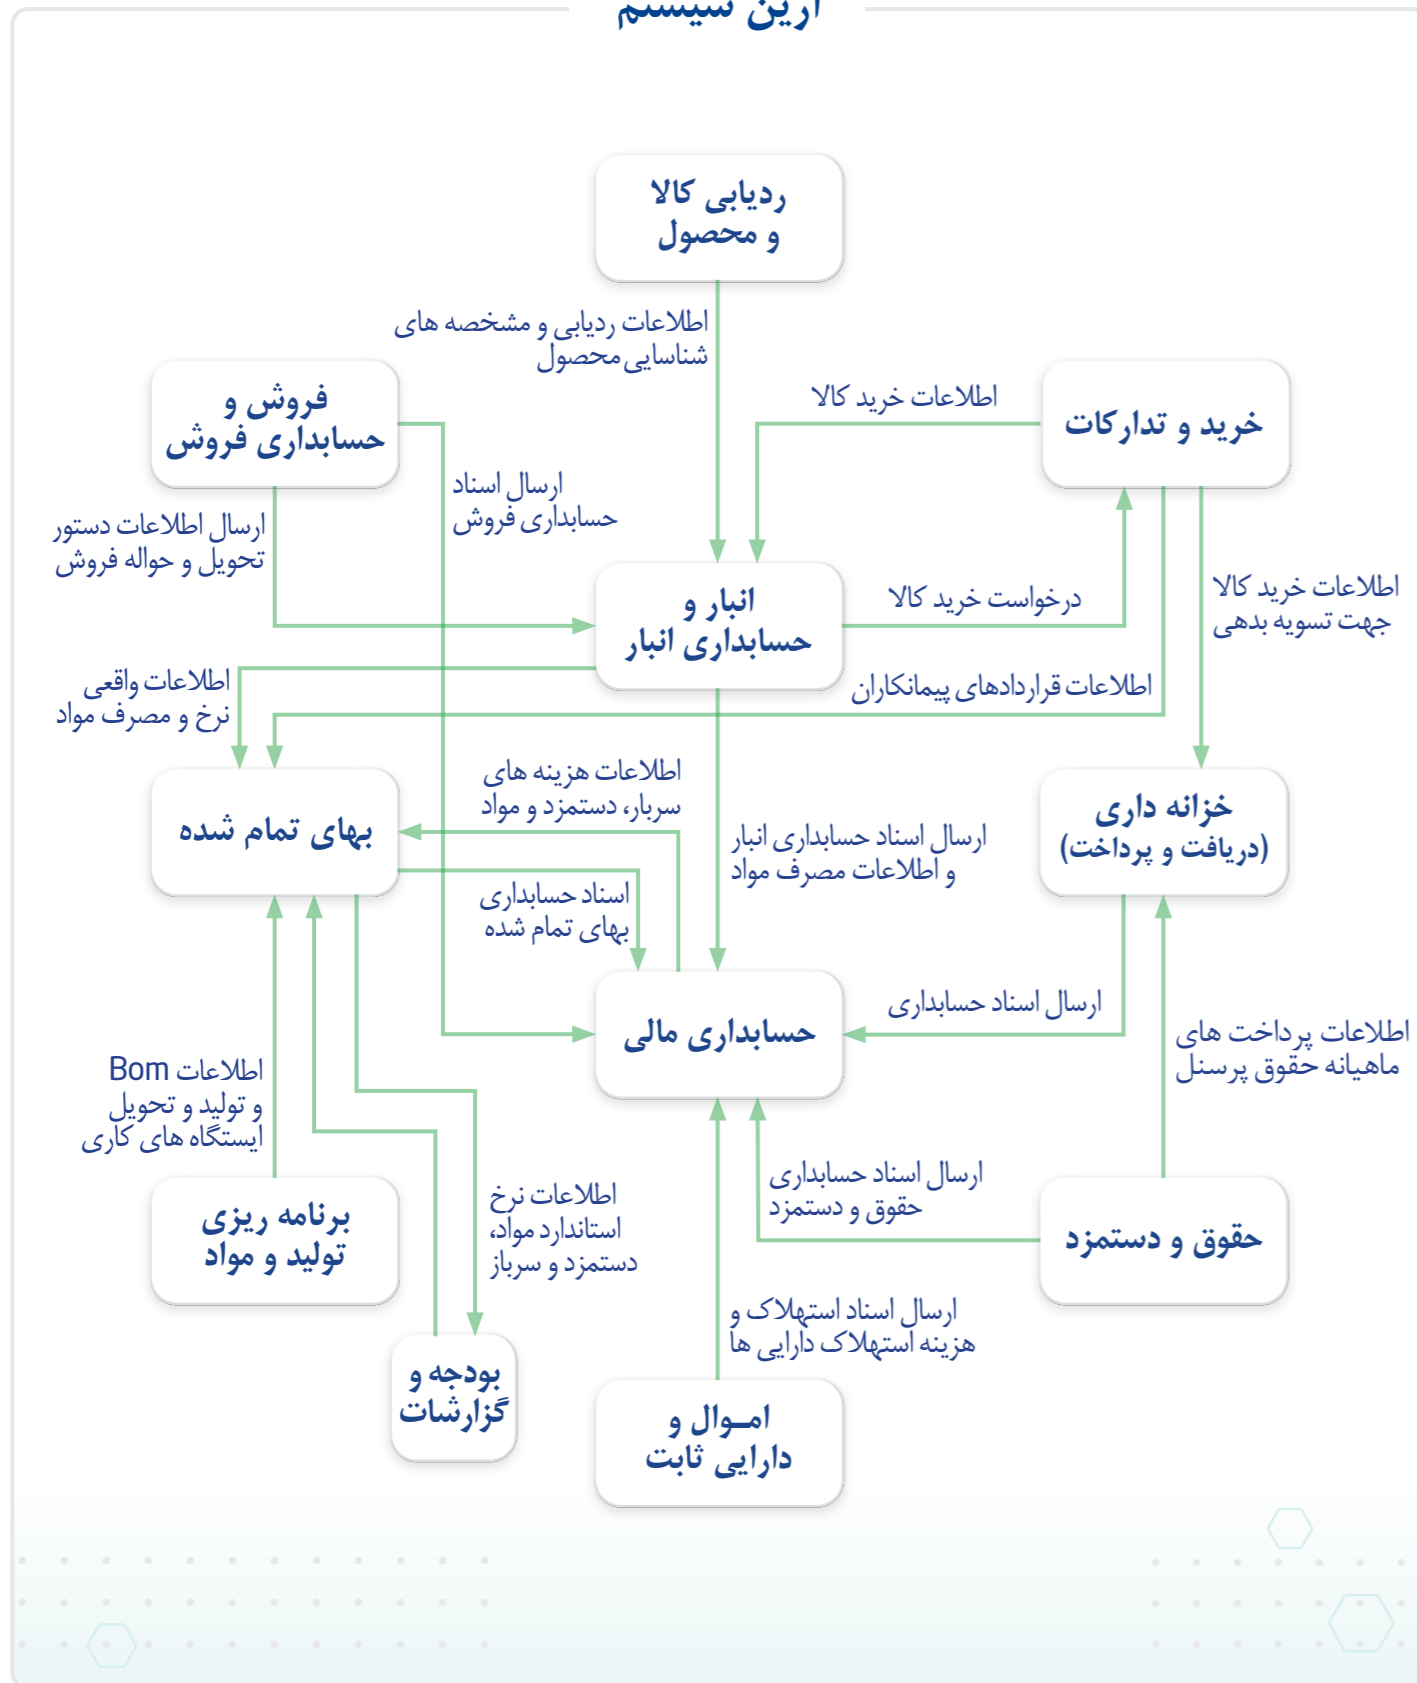 آرین سیستم
ردیابی کالا
و محصول
اطلاعات ردیابی و مشخصه های
شناسایی محصول
خرید و تدارکات
اطلاعات خرید کالا
فروش و
حسابداری فروش
ارسال اسناد
حسابداری فروش
ارسال اطلاعات دستور
تحویل و حواله فروش
اطلاعات خرید کالا
جهت تسویه بدهی
درخواست خرید کالا
انبار و
حسابداری انبار
اطلاعات قراردادهای پیمانکاران
اطلاعات واقعی
نرخ و مصرف مواد
خزانه داری
(دریافت و پرداخت)
ارسال اسناد حسابداری انبار
و اطلاعات مصرف مواد
اطلاعات هزینه های
سربار، دستمزد و مواد
بهای تمام شده
اسناد حسابداری
بهای تمام شده
ارسال اسناد حسابداری
حسابداری مالی
اطلاعات پرداخت های
ماهیانه حقوق پرسنل
اطلاعات Bom
و تولید و تحویل
ایستگاه های کاری
حقوق و دستمزد
ارسال اسناد حسابداری
حقوق و دستمزد
اطلاعات نرخ
استاندارد مواد،
دستمزد و سرباز
برنامه ریزی
تولید و مواد
ارسال اسناد استهلاک و
هزینه استهلاک دارایی ها
بودجه و
گزارشات
امـوال و
دارایی ثابت